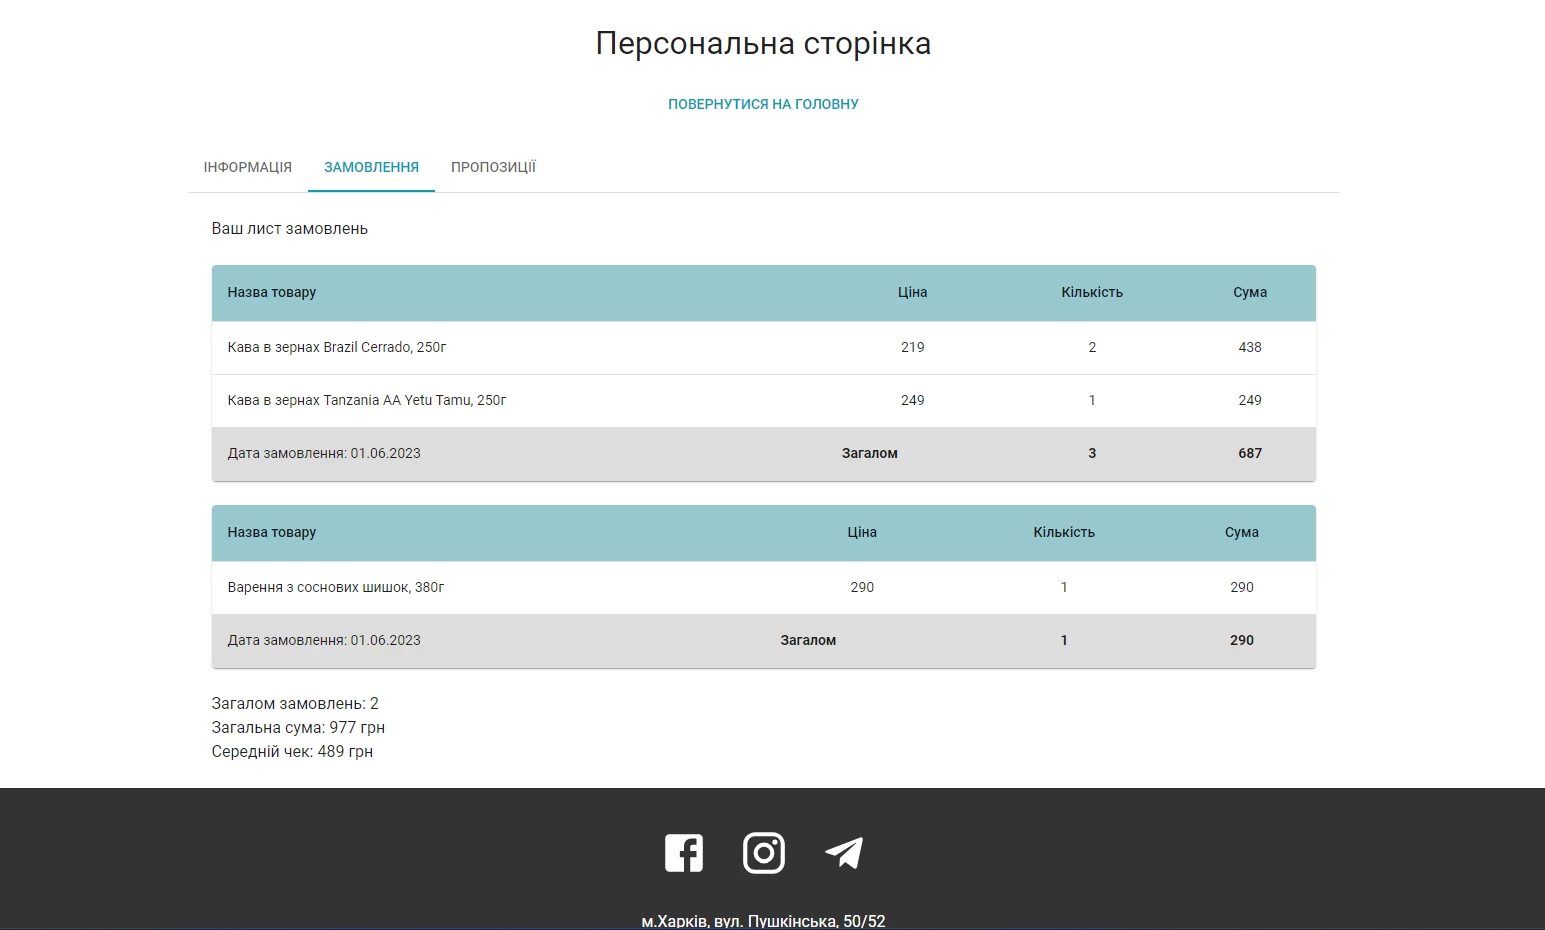 Персональна сторінка
ПОВЕРНУТИСЯ НА ГОЛОВНУ
ІНФОРМАЦІЯ ЗАМОВЛЕННЯ ПРОПОЗИЦІЇ
Ваш лист замовлень
Назва товару Ціна Кількість Сума
Кава в зернах Brazil Cerrado, 250г 219 2 438
Кава в зернах Tanzania AA Yetu Tamu, 250г 249 1 249
Дата замовлення: 01.06.2023 Загалом 3 687
Назва товару Ціна Кількість Сума
Варення з соснових шишок, 380г 290 1 290
Дата замовлення: 01.06.2023 Загалом 1 290
Загалом замовлень: 2
Загальна сума: 977 грн
Середній чек: 489 грн
м.Харків, вул. Пушкінська, 50/52